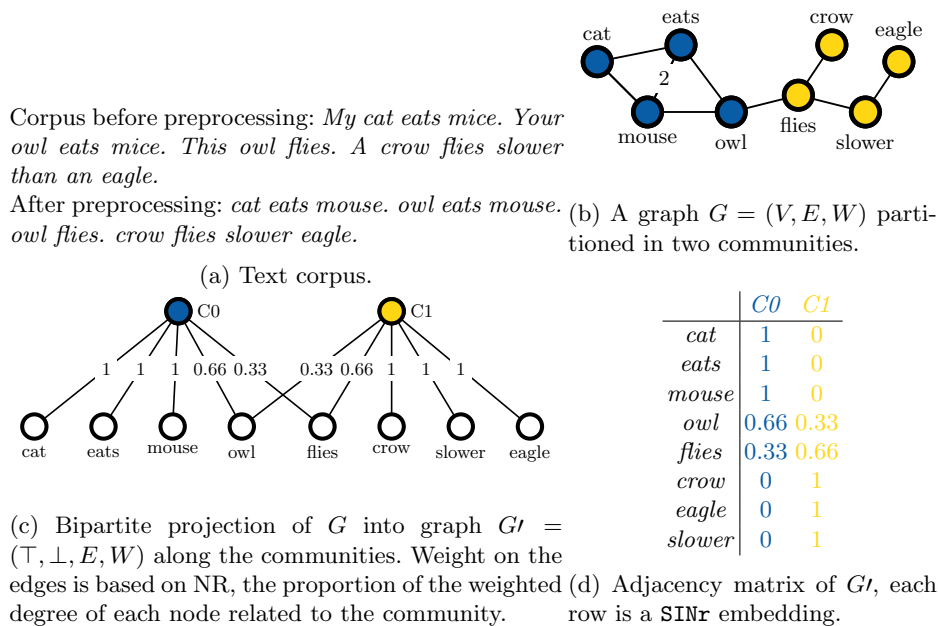 Corpus before preprocessing: My cat eats mice. Your
owl eats mice. This owl flies. A crow flies slower
than an eagle.
After preprocessing: cat eats mouse. owl eats mouse.
owl flies. crow flies slower eagle.
(a) Text corpus.
cat
eats
crow
eagle
2
mouse
owl
flies
slower
(b) A graph G = (V, E, W) parti-
tioned in two communities.
C0
C1
1 1 1 0.66 0.33 0.33 0.66 1 1 1
cat eats mouse owl flies crow slower eagle
(c) Bipartite projection of G into graph G′ =
(⊤, ⊥, E, W) along the communities. Weight on the
edges is based on NR, the proportion of the weighted
degree of each node related to the community.
C0 C1
cat 1 0
eats 1 0
mouse 1 0
owl 0.66 0.33
flies 0.33 0.66
crow 0 1
eagle 0 1
slower 0 1
(d) Adjacency matrix of G′, each
row is a SINr embedding.